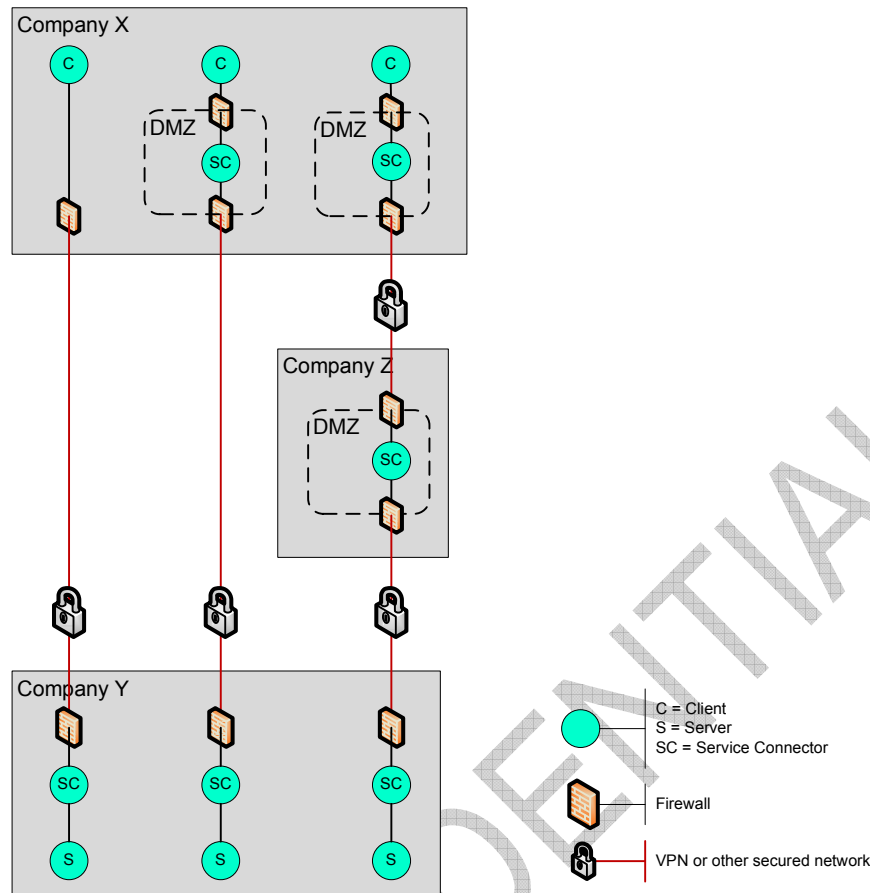 Company X
C
C
C
DMZ
DMZ
SC
SC
Company Z
DMZ
SC
Company Y
SC
SC
SC
S
S
S
C = Client
S = Server
SC = Service Connector
Firewall
VPN or other secured network
DENTIAL